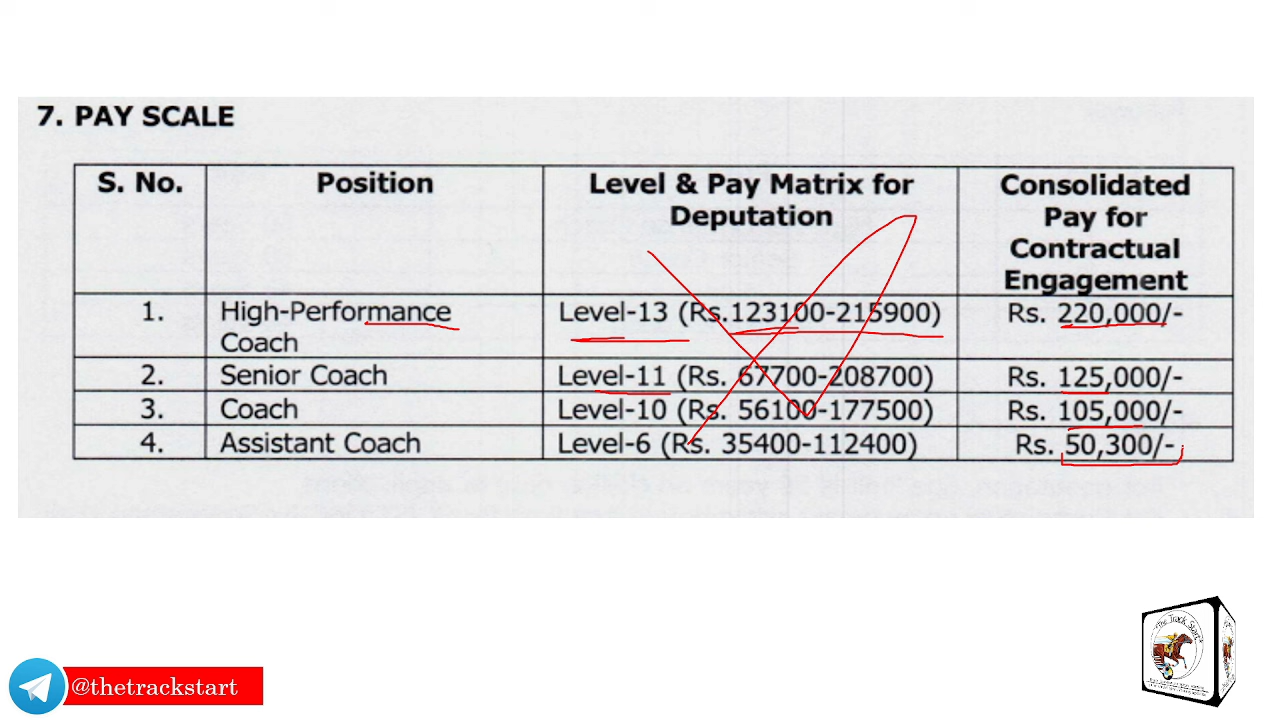 7. PAY SCALE
S. No.
Position
Level & Pay Matrix for
Deputation
Consolidated
Pay for
Contractual
Engagement
1.
High-Performance
Coach
Level-13 (Rs.123100-215900)
Rs. 220,000/-
2.
Senior Coach
Level-11 (Rs. 67700-208700)
Rs. 125,000/-
3.
Coach
Level-10 (Rs. 56100-177500)
Rs. 105,000/-
4.
Assistant Coach
Level-6 (Rs. 35400-112400)
Rs. 50,300/-
The Track Start
@thetrackstart